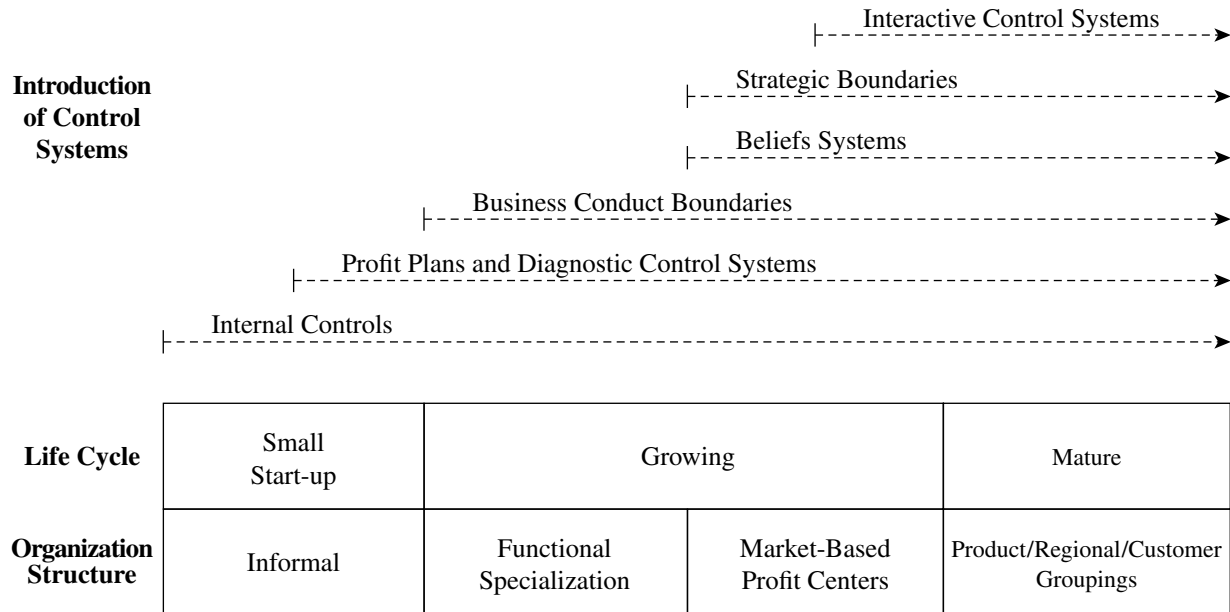 Interactive Control Systems
Introduction
of Control
Systems
Strategic Boundaries
Beliefs Systems
Business Conduct Boundaries
Profit Plans and Diagnostic Control Systems
Internal Controls
Life Cycle
Small
Start-up
Growing
Mature
Organization
Structure
Informal
Functional
Specialization
Market-Based
Profit Centers
Product/Regional/Customer
Groupings